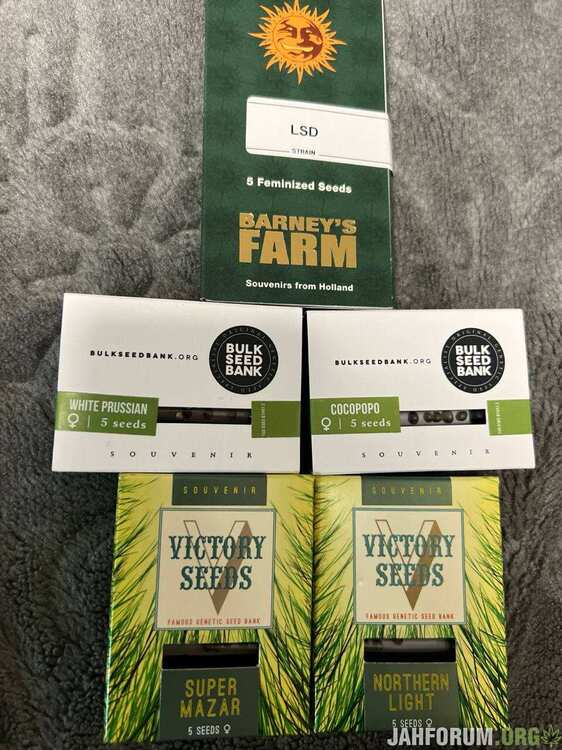 LSD
STRAIN
5 Feminized Seeds
BARNEY'S
FARM
Souvenirs from Holland
BULKSEEDBANK.ORG
BULK
SEED
BANK
WHITE PRUSSIAN
♀ | 5 seeds
SOUVENIR
BULKSEEDBANK.ORG
BULK
SEED
BANK
COCOPOPO
♀ | 5 seeds
SOUVENIR
SOUVENIR
V
VICTORY
SEEDS
FAMOUS GENETIC SEED BANK
SUPER
MAZAR
5 SEEDS ♀
SOUVENIR
V
VICTORY
SEEDS
FAMOUS GENETIC SEED BANK
NORTHERN
LIGHT
5 SEEDS ♀
JAHFORUM.ORG